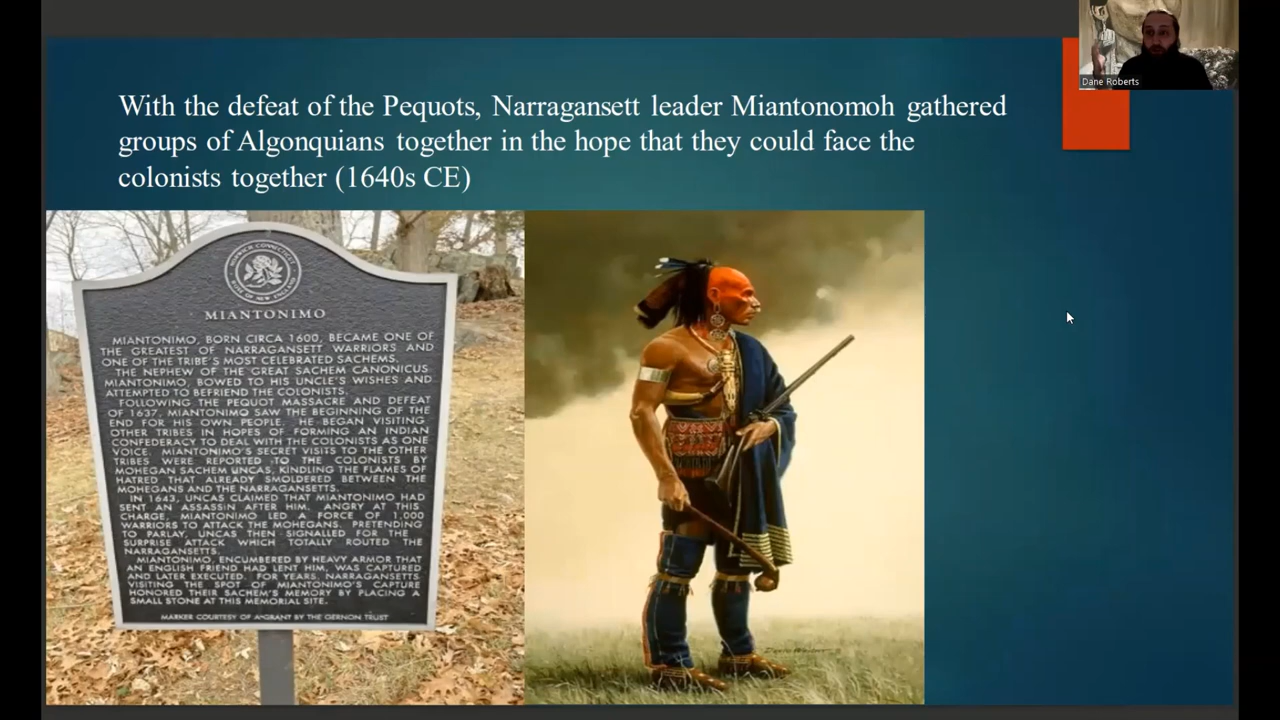 Dane Roberts
With the defeat of the Pequots, Narragansett leader Miantonomoh gathered
groups of Algonquians together in the hope that they could face the
colonists together (1640s CE)
MIANTONIMO
MIANTONIMO, BORN CIRCA 1600, BECAME ONE OF
THE GREATEST OF NARRAGANSETT WARRIORS AND
ONE OF THE TRIBE'S MOST CELEBRATED SACHEMS.
THE NEPHEW OF THE GREAT SACHEM CANONICUS
MIANTONIMO, BOWED TO HIS UNCLE'S WISHES AND
ATTEMPTED TO BEFRIEND THE COLONISTS.
FOLLOWING THE PEQUOT MASSACRE AND DEFEAT
OF 1637, MIANTONIMO SAW THE BEGINNING OF THE
END FOR HIS OWN PEOPLE. HE BEGAN VISITING
OTHER TRIBES IN HOPES OF FORMING AN INDIAN
CONFEDERACY TO DEAL WITH THE COLONISTS AS ONE
VOICE. MIANTONIMO'S SECRET VISITS TO THE OTHER
TRIBES WERE REPORTED TO THE COLONISTS BY
MOHEGAN SACHEM UNCAS, KINDLING THE FLAMES OF
HATRED THAT ALREADY SMOLDERED BETWEEN THE
MOHEGANS AND THE NARRAGANSETTS.
IN 1643, UNCAS CLAIMED THAT MIANTONIMO HAD
SENT AN ASSASSIN AFTER HIM. ANGRY AT THIS
CHARGE, MIANTONIMO LED A FORCE OF 1,000
WARRIORS TO ATTACK THE MOHEGANS. PRETENDING
TO PARLAY, UNCAS THEN SIGNALLED FOR THE
SURPRISE ATTACK WHICH TOTALLY ROUTED THE
NARRAGANSETTS.
MIANTONIMO, ENCUMBERED BY HEAVY ARMOR THAT
AN ENGLISH FRIEND HAD LENT HIM, WAS CAPTURED
AND LATER EXECUTED. FOR YEARS, NARRAGANSETTS
VISITING THE SPOT OF MIANTONIMO'S CAPTURE
HONORED THEIR SACHEM'S MEMORY BY PLACING A
SMALL STONE AT THIS MEMORIAL SITE.
MARKER COURTESY OF A GRANT BY THE GERNON TRUST